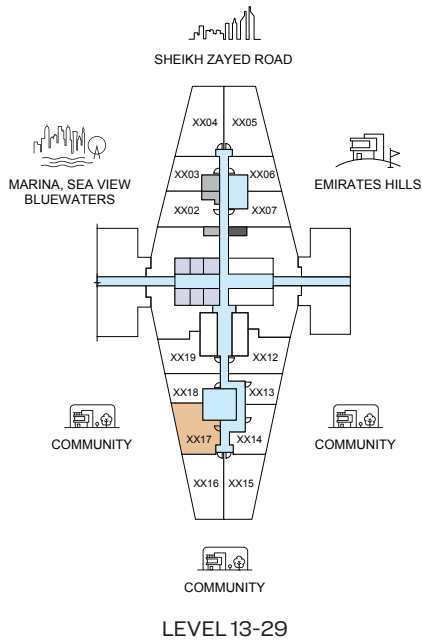 SHEIKH ZAYED ROAD
XX04
XX05
MARINA, SEA VIEW
BLUEWATERS
EMIRATES HILLS
XX03
XX06
XX02
XX07
XX19
XX12
XX18
XX13
COMMUNITY
COMMUNITY
XX17
XX14
XX16
XX15
COMMUNITY
LEVEL 13-29